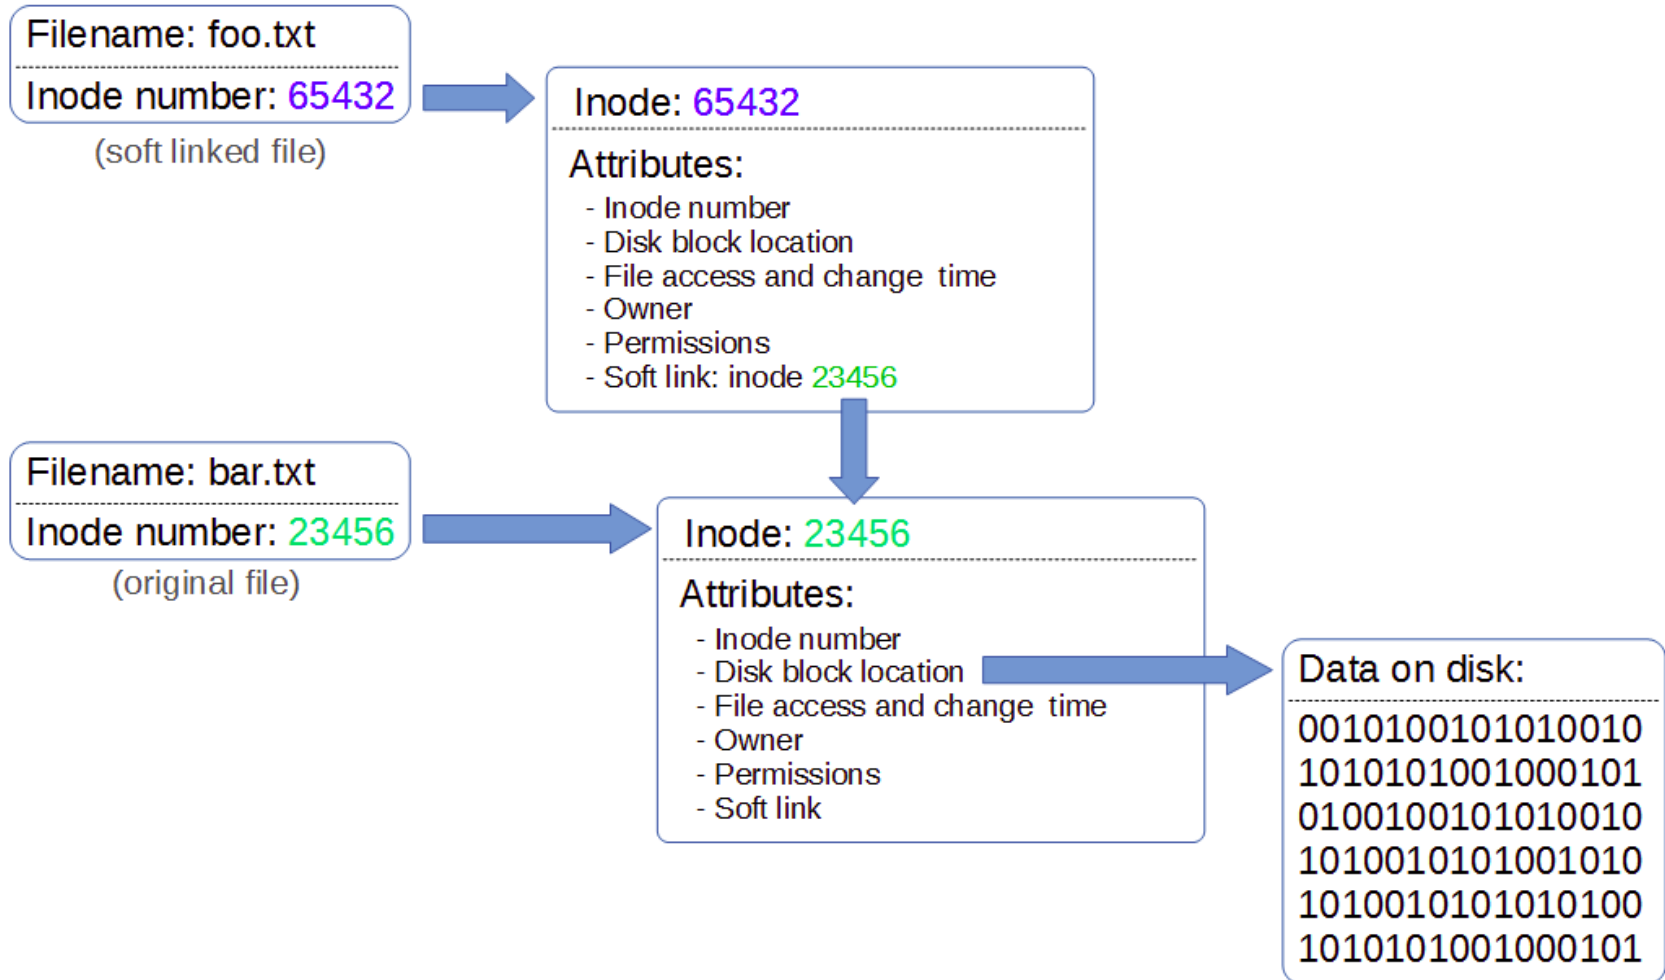 Filename: foo.txt
Inode number: 65432
(soft linked file)
Inode: 65432
Attributes:
- Inode number
- Disk block location
- File access and change time
- Owner
- Permissions
- Soft link: inode 23456
Filename: bar.txt
Inode number: 23456
(original file)
Inode: 23456
Attributes:
- Inode number
- Disk block location
- File access and change time
- Owner
- Permissions
- Soft link
Data on disk:
0010100101010010
1010101001000101
0100100101010010
1010010101001010
1010010101010100
1010101001000101